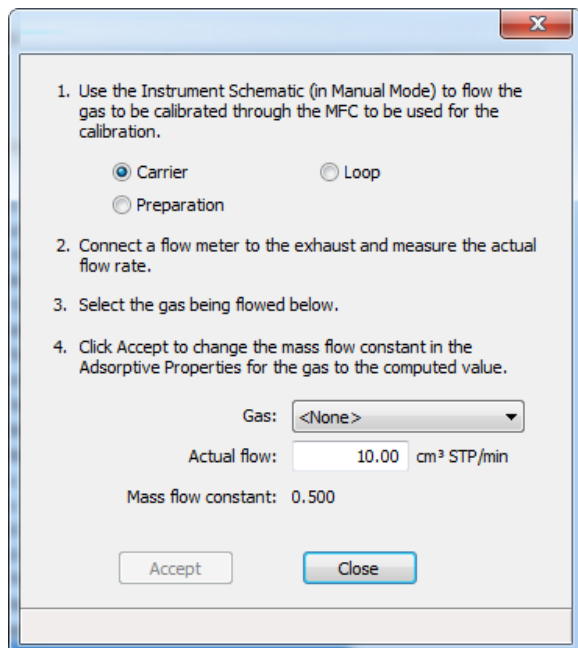 1. Use the Instrument Schematic (in Manual Mode) to flow the
gas to be calibrated through the MFC to be used for the
calibration.
Carrier Loop
Preparation
2. Connect a flow meter to the exhaust and measure the actual
flow rate.
3. Select the gas being flowed below.
4. Click Accept to change the mass flow constant in the
Adsorptive Properties for the gas to the computed value.
Gas: <None>
Actual flow: 10.00 cm³ STP/min
Mass flow constant: 0.500
Accept Close